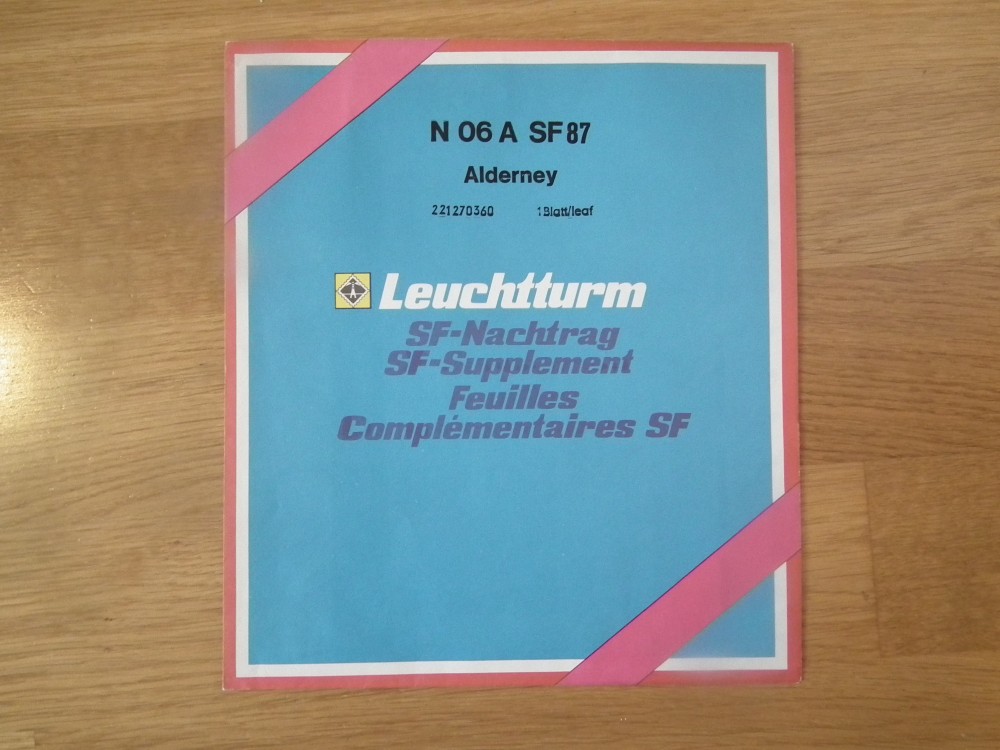 N 06 A SF 87
Alderney
221270360 1 Blatt/leaf
Leuchtturm
SF-Nachtrag
SF-Supplement
Feuilles
Complémentaires SF